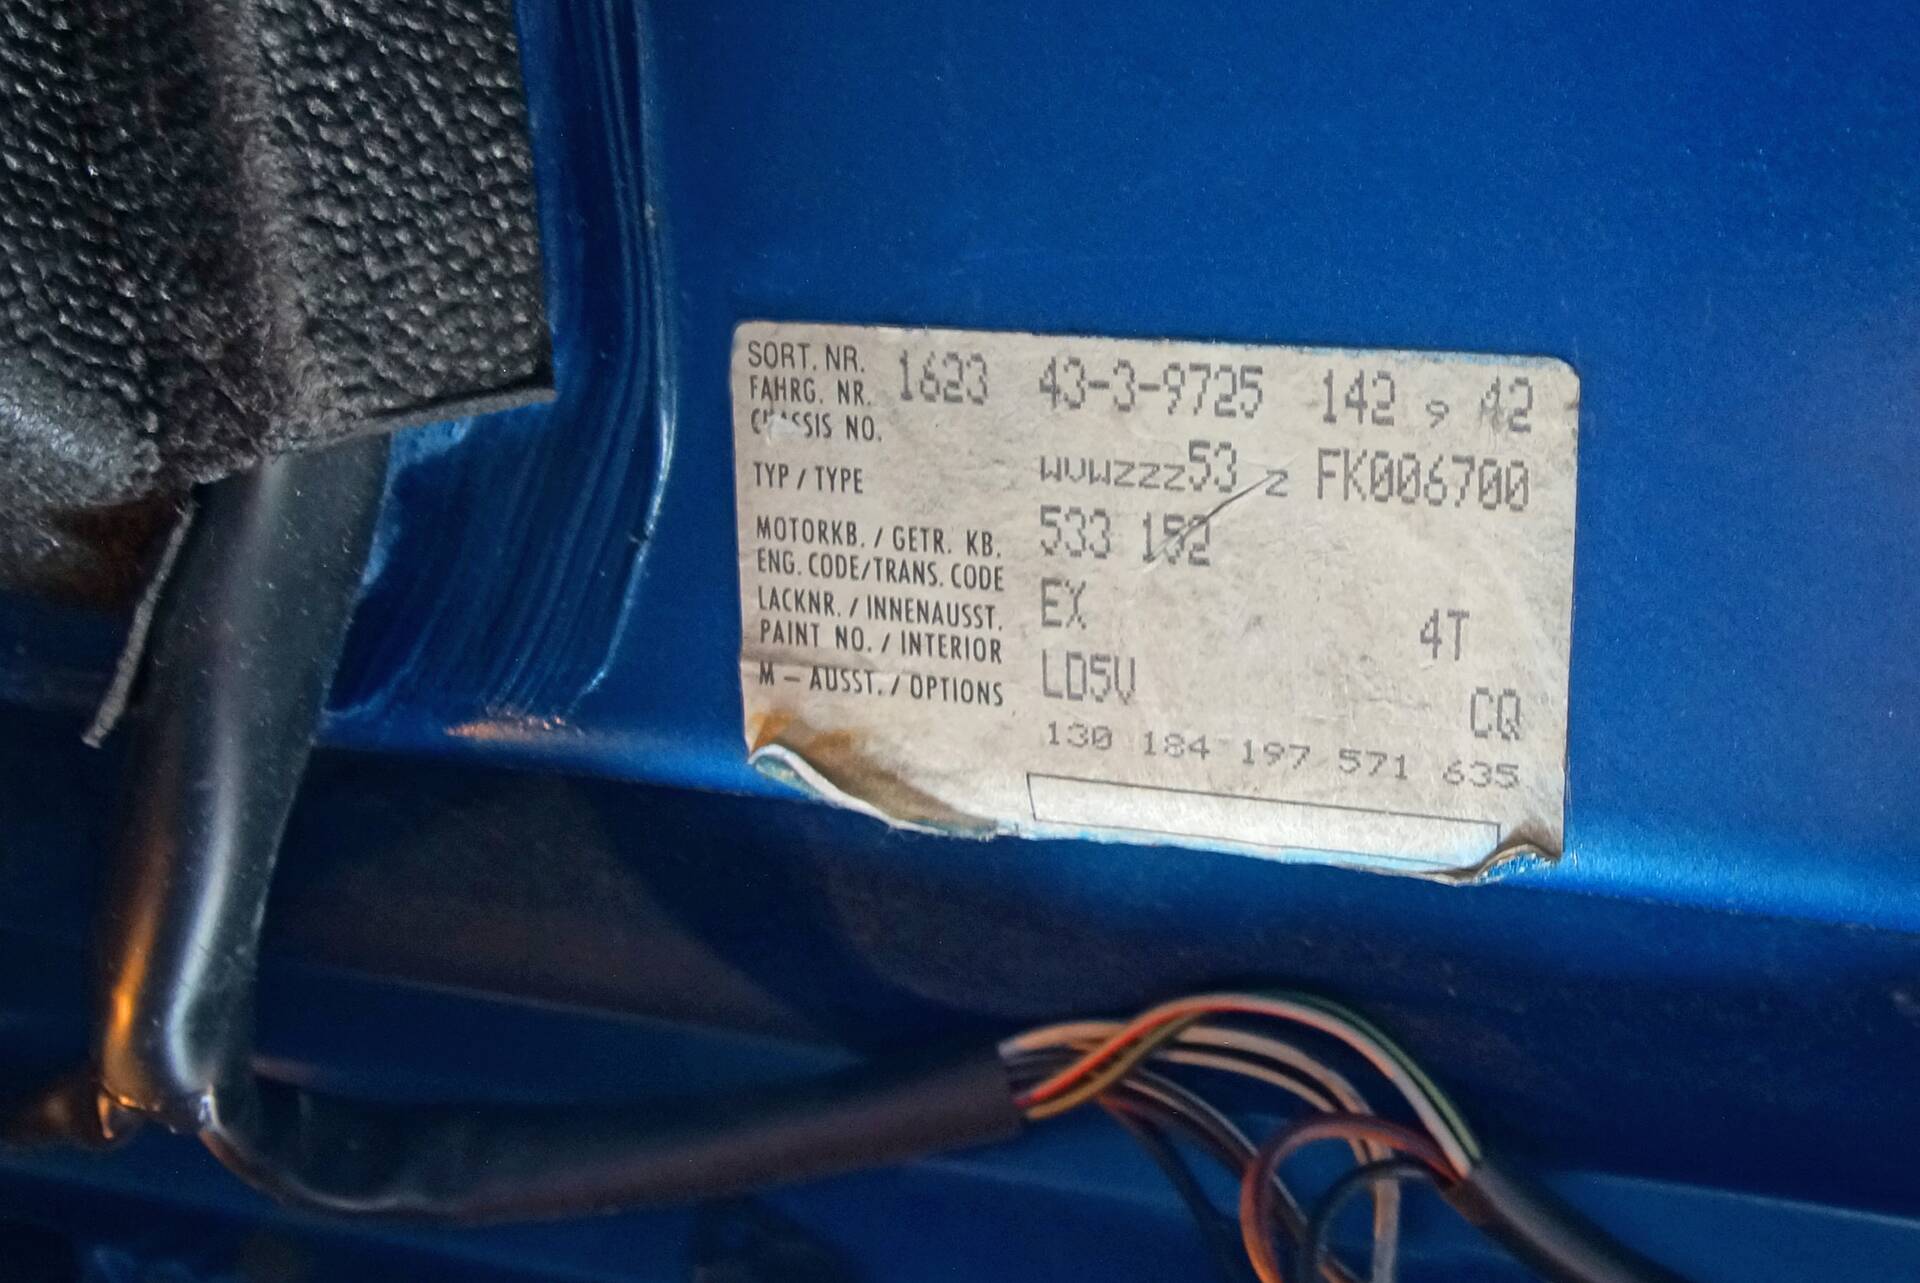 SORT. NR. 1623 43-3-9725 142 9 12
FAHRG. NR.
CHASSIS NO. WVWZZZ53 Z FK006700
TYP / TYPE 533 152
MOTORKB. / GETR. KB. EX 4T
ENG. CODE/TRANS. CODE
LACKNR. / INNENAUSST. LD5V CQ
PAINT NO. / INTERIOR
M – AUSST. / OPTIONS 130 184 197 571 635